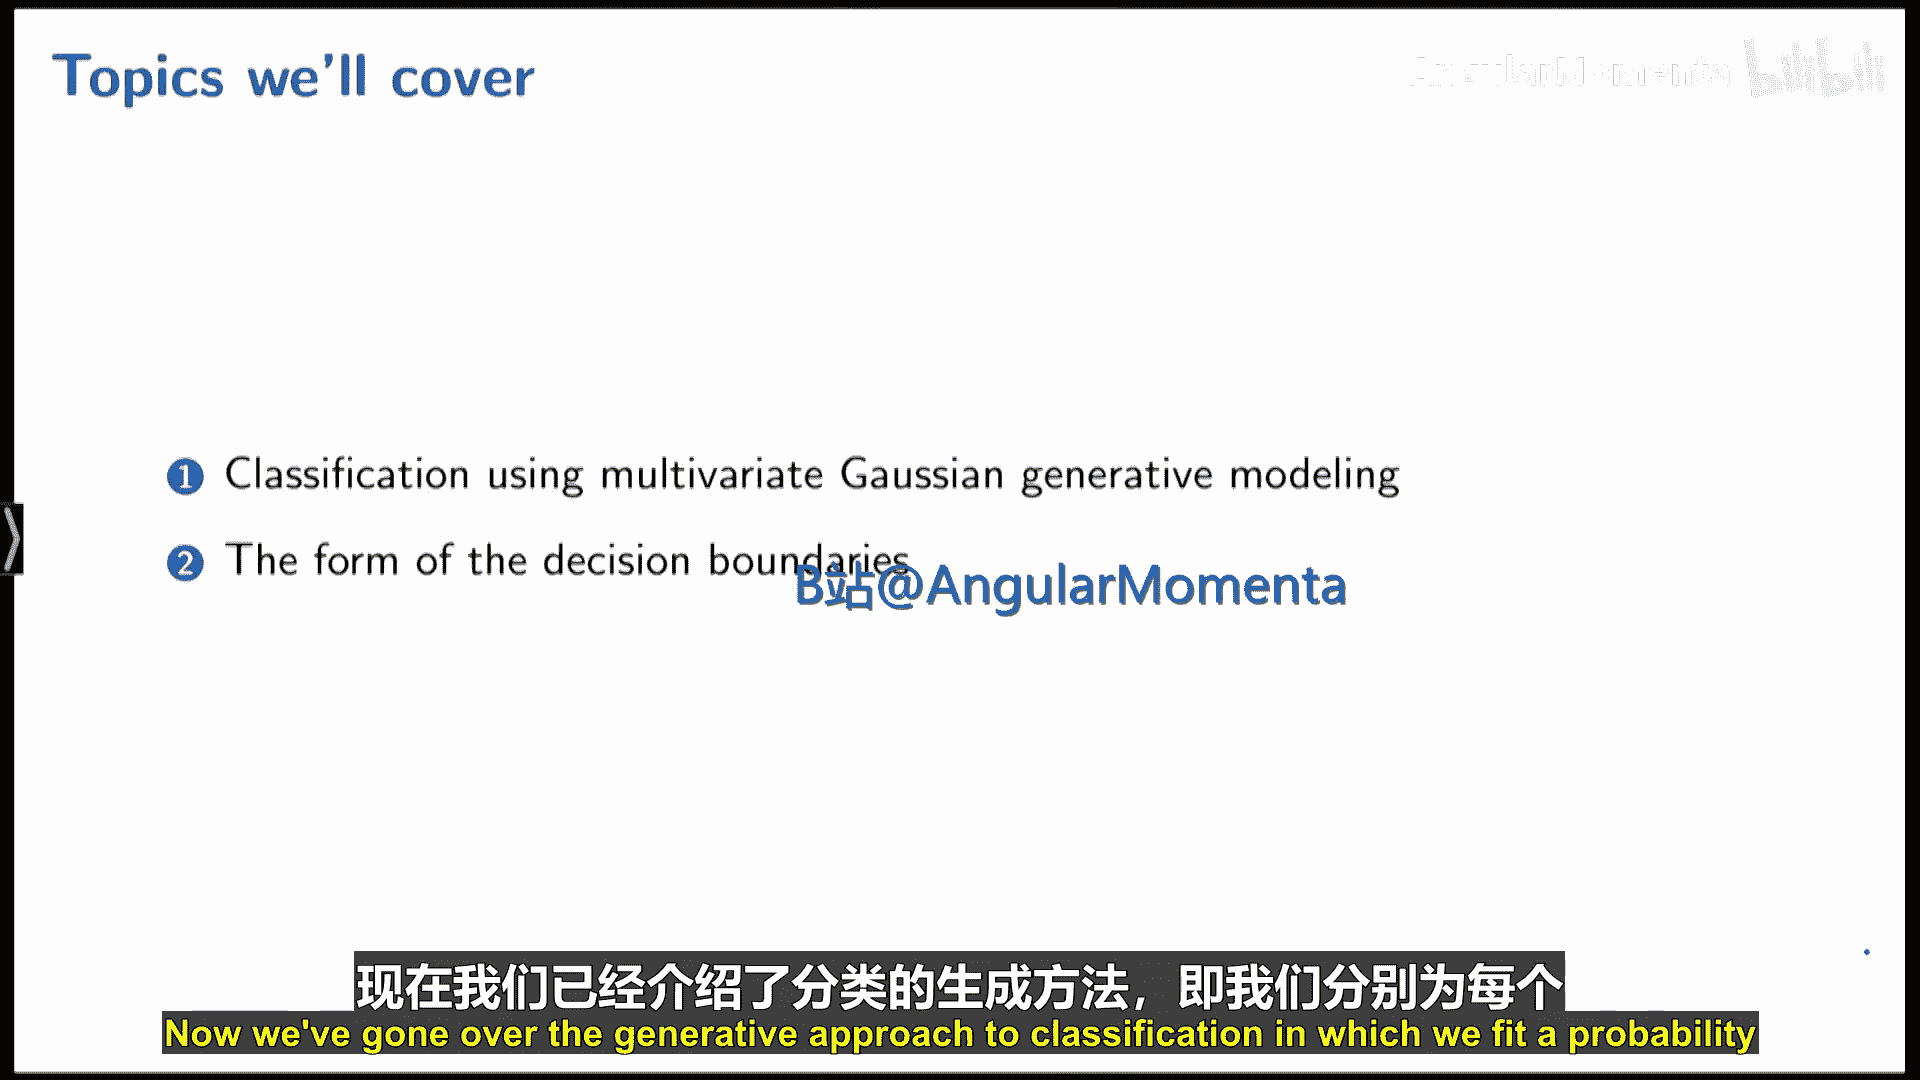 Topics we'll cover
bilibili
1 Classification using multivariate Gaussian generative modeling
2 The form of the decision boundaries
B站@AngularMomenta
现在我们已经介绍了分类的生成方法，即我们分别为每个
Now we've gone over the generative approach to classification in which we fit a probability